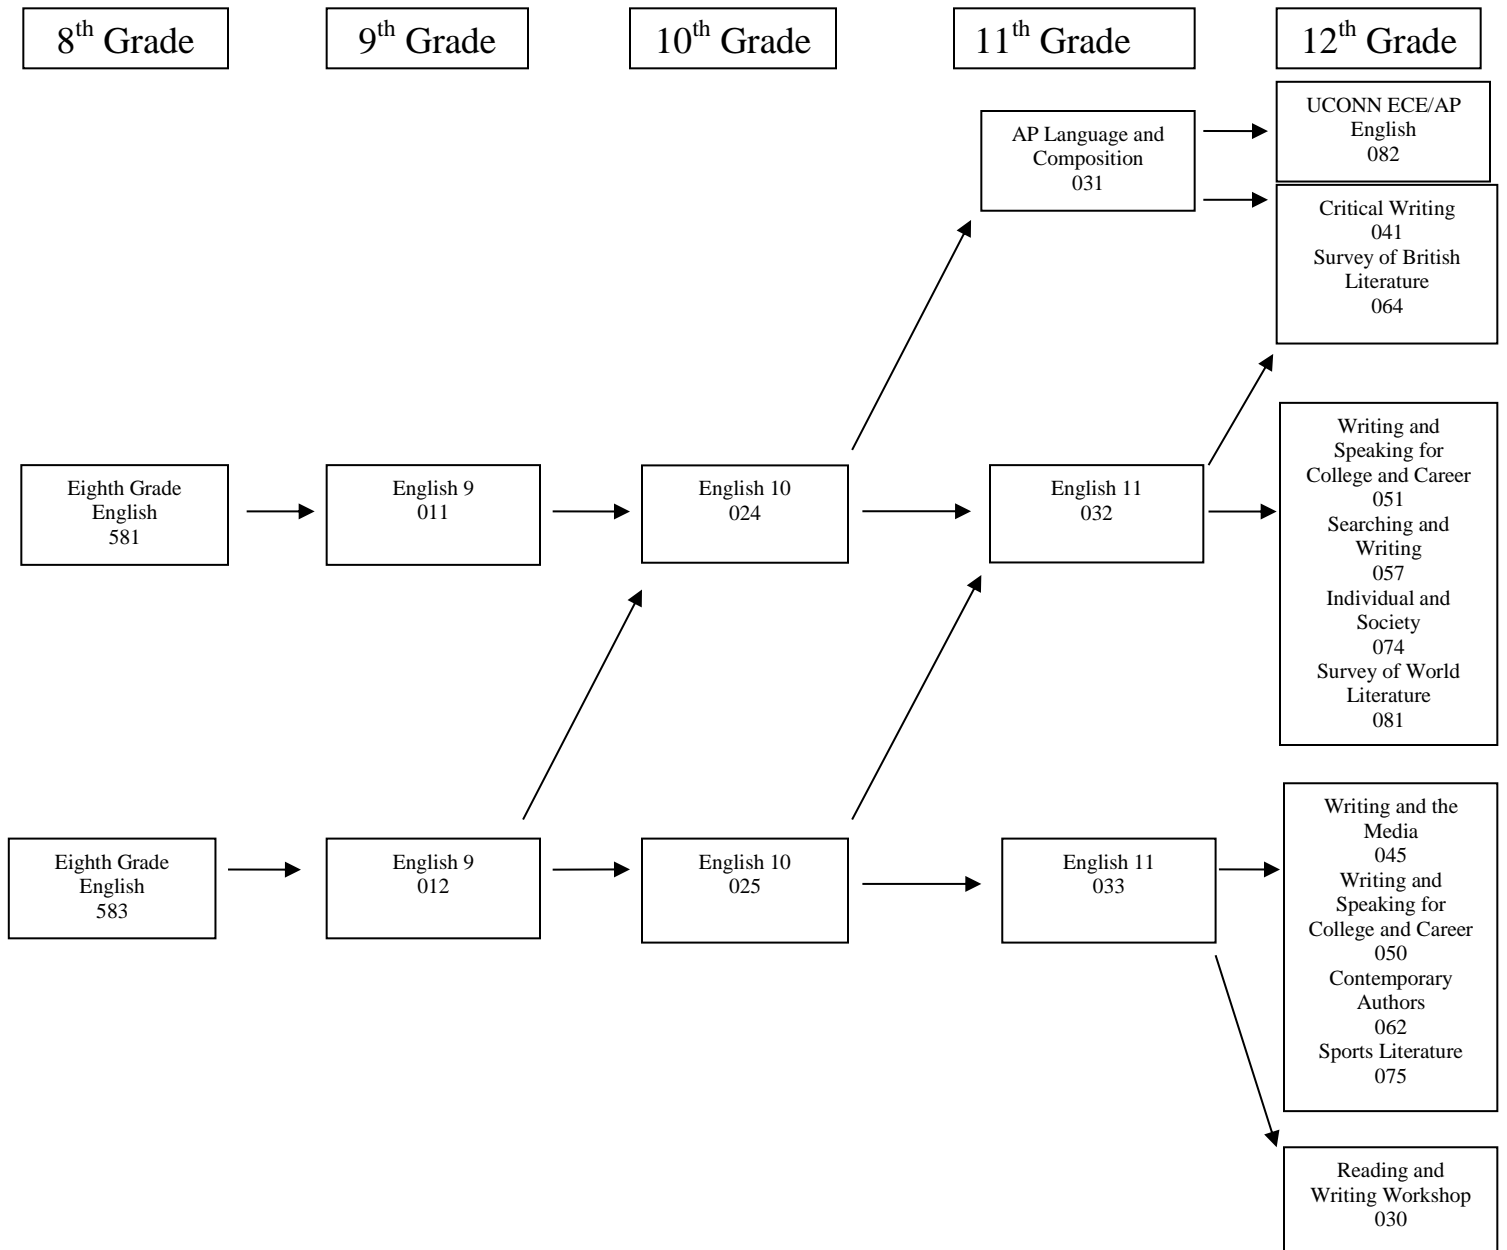 8th Grade
9th Grade
10th Grade
11th Grade
12th Grade
AP Language and
Composition
031
UCONN ECE/AP
English
082
Critical Writing
041
Survey of British
Literature
064
Eighth Grade
English
581
English 9
011
English 10
024
English 11
032
Writing and
Speaking for
College and Career
051
Searching and
Writing
057
Individual and
Society
074
Survey of World
Literature
081
Eighth Grade
English
583
English 9
012
English 10
025
English 11
033
Writing and the
Media
045
Writing and
Speaking for
College and Career
050
Contemporary
Authors
062
Sports Literature
075
Reading and
Writing Workshop
030